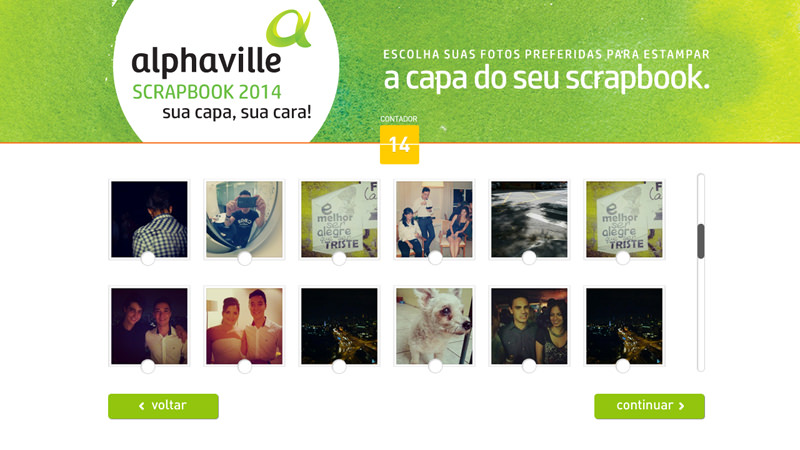 alphaville
SCRAPBOOK 2014
sua capa, sua cara!
ESCOLHA SUAS FOTOS PREFERIDAS PARA ESTAMPAR
a capa do seu scrapbook.
CONTADOR
14
é
melhor
ser
alegre
que ser
TRISTE
é
melhor
ser
alegre
que ser
TRISTE
voltar
continuar